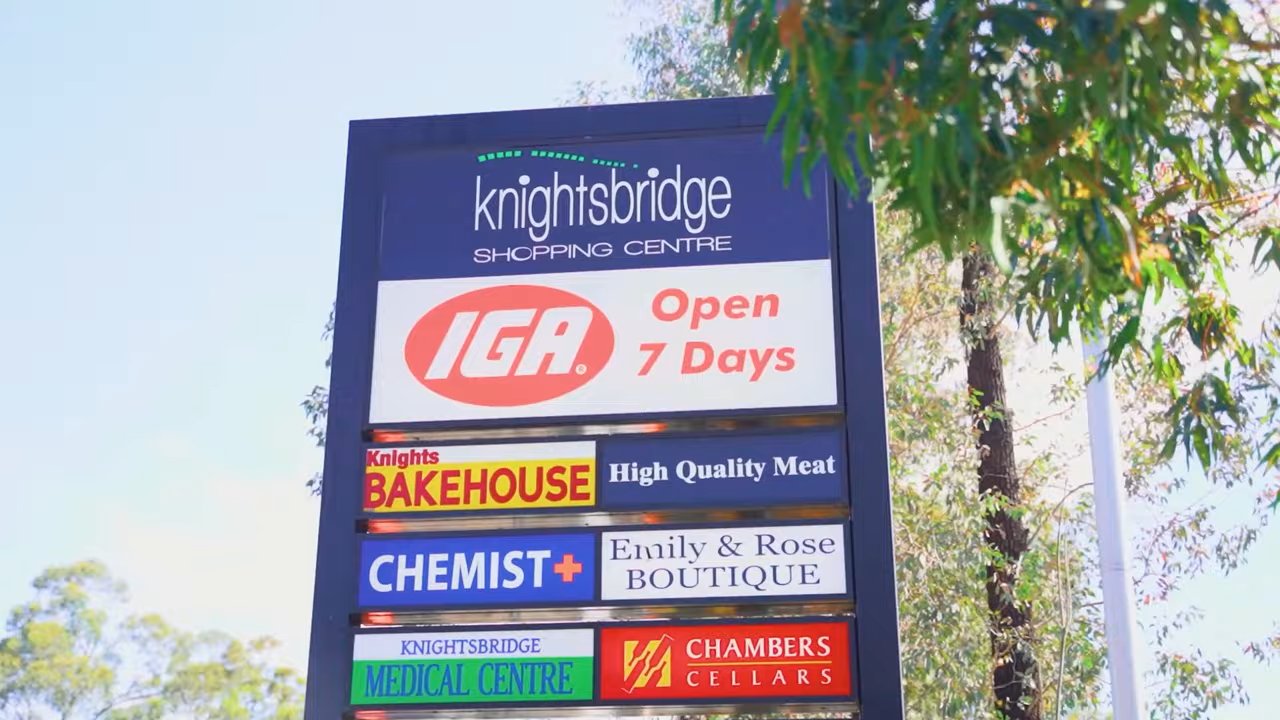 knightsbridge
SHOPPING CENTRE
IGA®
Open
7 Days
Knights
BAKEHOUSE
High Quality Meat
CHEMIST+
Emily & Rose
BOUTIQUE
KNIGHTSBRIDGE
MEDICAL CENTRE
CHAMBERS
CELLARS